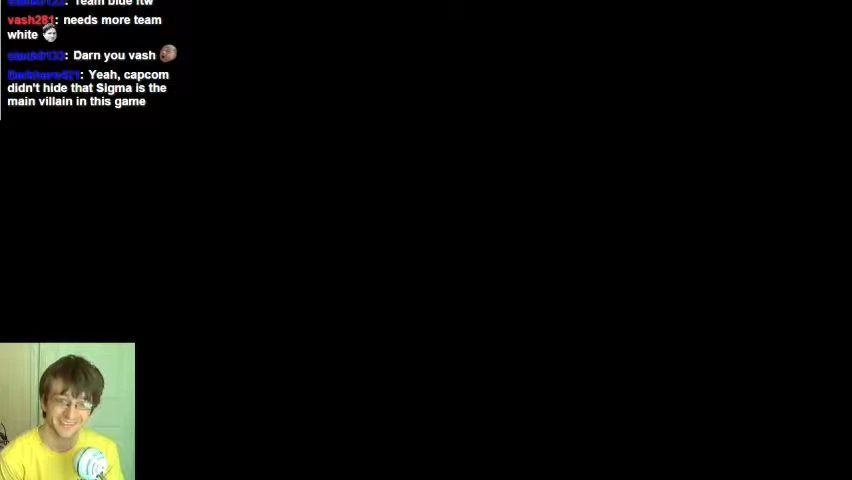 Team blue ftw
vash281: needs more team
white
Darn you vash
Darkhero421: Yeah, capcom
didn't hide that Sigma is the
main villain in this game